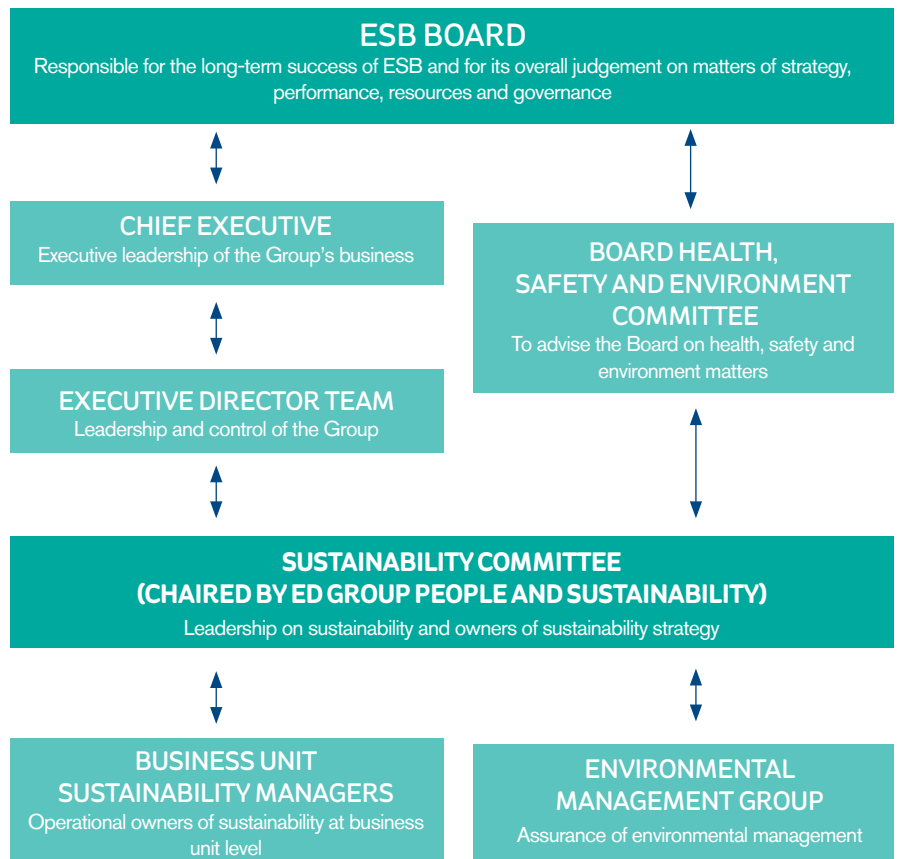 ESB BOARD
Responsible for the long-term success of ESB and for its overall judgement on matters of strategy,
performance, resources and governance
CHIEF EXECUTIVE
Executive leadership of the Group's business
EXECUTIVE DIRECTOR TEAM
Leadership and control of the Group
BOARD HEALTH,
SAFETY AND ENVIRONMENT
COMMITTEE
To advise the Board on health, safety and
environment matters
SUSTAINABILITY COMMITTEE
(CHAIRED BY ED GROUP PEOPLE AND SUSTAINABILITY)
Leadership on sustainability and owners of sustainability strategy
BUSINESS UNIT
SUSTAINABILITY MANAGERS
Operational owners of sustainability at business
unit level
ENVIRONMENTAL
MANAGEMENT GROUP
Assurance of environmental management